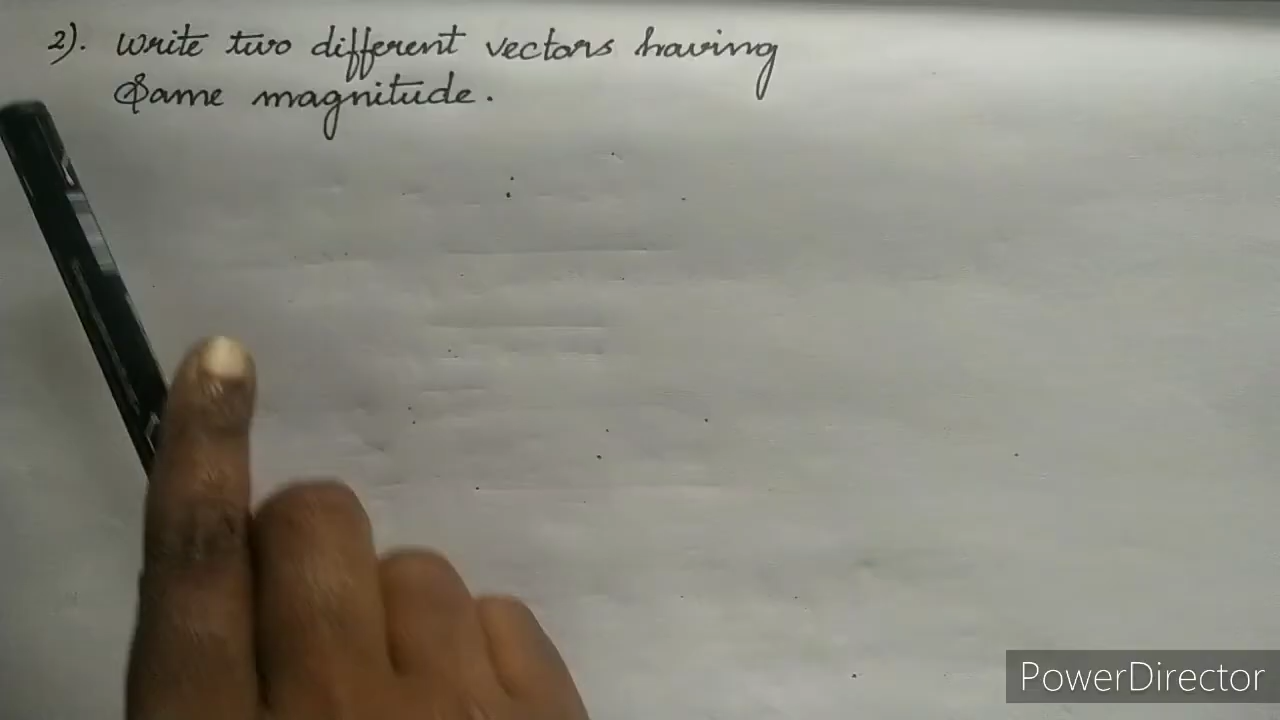 2). Write two different vectors having
Same magnitude.
PowerDirector